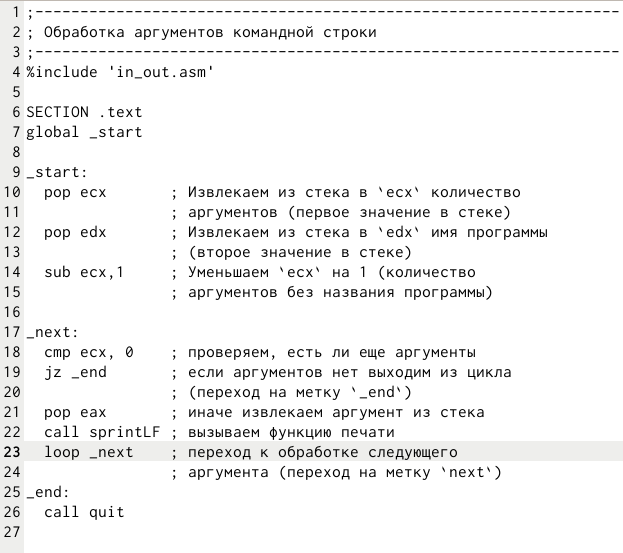 1 ;-----------------------------------------------------------------
2 ; Обработка аргументов командной строки
3 ;-----------------------------------------------------------------
4 %include 'in_out.asm'
5
6 SECTION .text
7 global _start
8
9 _start:
10 pop ecx ; Извлекаем из стека в `ecx` количество
11 ; аргументов (первое значение в стеке)
12 pop edx ; Извлекаем из стека в `edx` имя программы
13 ; (второе значение в стеке)
14 sub ecx,1 ; Уменьшаем `ecx` на 1 (количество
15 ; аргументов без названия программы)
16
17 _next:
18 cmp ecx, 0 ; проверяем, есть ли еще аргументы
19 jz _end ; если аргументов нет выходим из цикла
20 ; (переход на метку `_end`)
21 pop eax ; иначе извлекаем аргумент из стека
22 call sprintLF ; вызываем функцию печати
23 loop _next ; переход к обработке следующего
24 ; аргумента (переход на метку `next`)
25 _end:
26 call quit
27